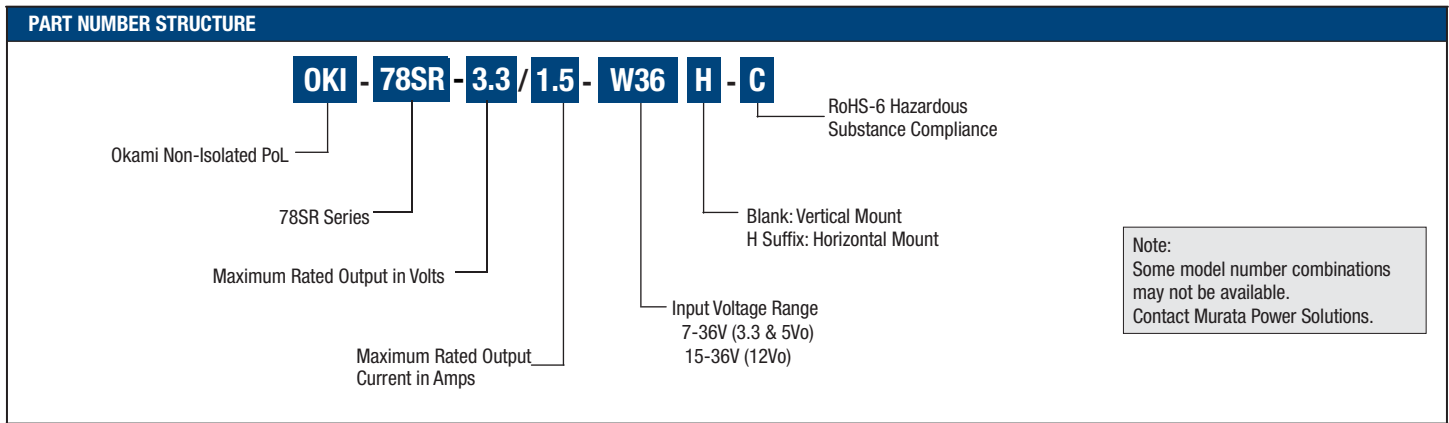 PART NUMBER STRUCTURE
OKI - 78SR - 3.3 / 1.5 - W36 H - C
RoHS-6 Hazardous
Substance Compliance
Okami Non-Isolated PoL
78SR Series
Blank: Vertical Mount
H Suffix: Horizontal Mount
Maximum Rated Output in Volts
Input Voltage Range
7-36V (3.3 & 5Vo)
15-36V (12Vo)
Maximum Rated Output
Current in Amps
Note:
Some model number combinations
may not be available.
Contact Murata Power Solutions.